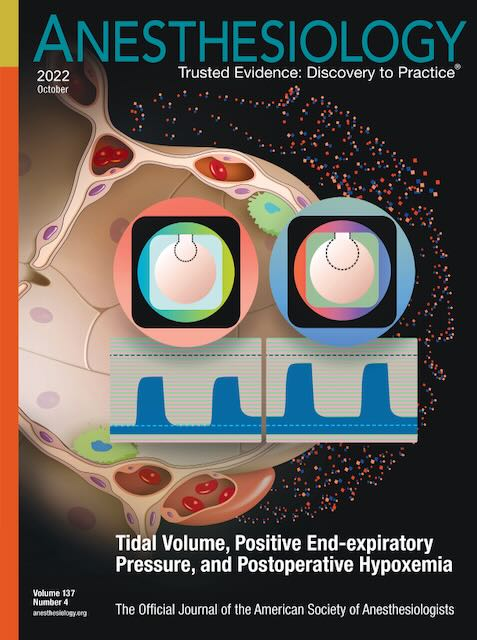 ANESTHESIOLOGY
Trusted Evidence: Discovery to Practice®
2022
October
Tidal Volume, Positive End-expiratory
Pressure, and Postoperative Hypoxemia
Volume 137
Number 4
anesthesiology.org
The Official Journal of the American Society of Anesthesiologists